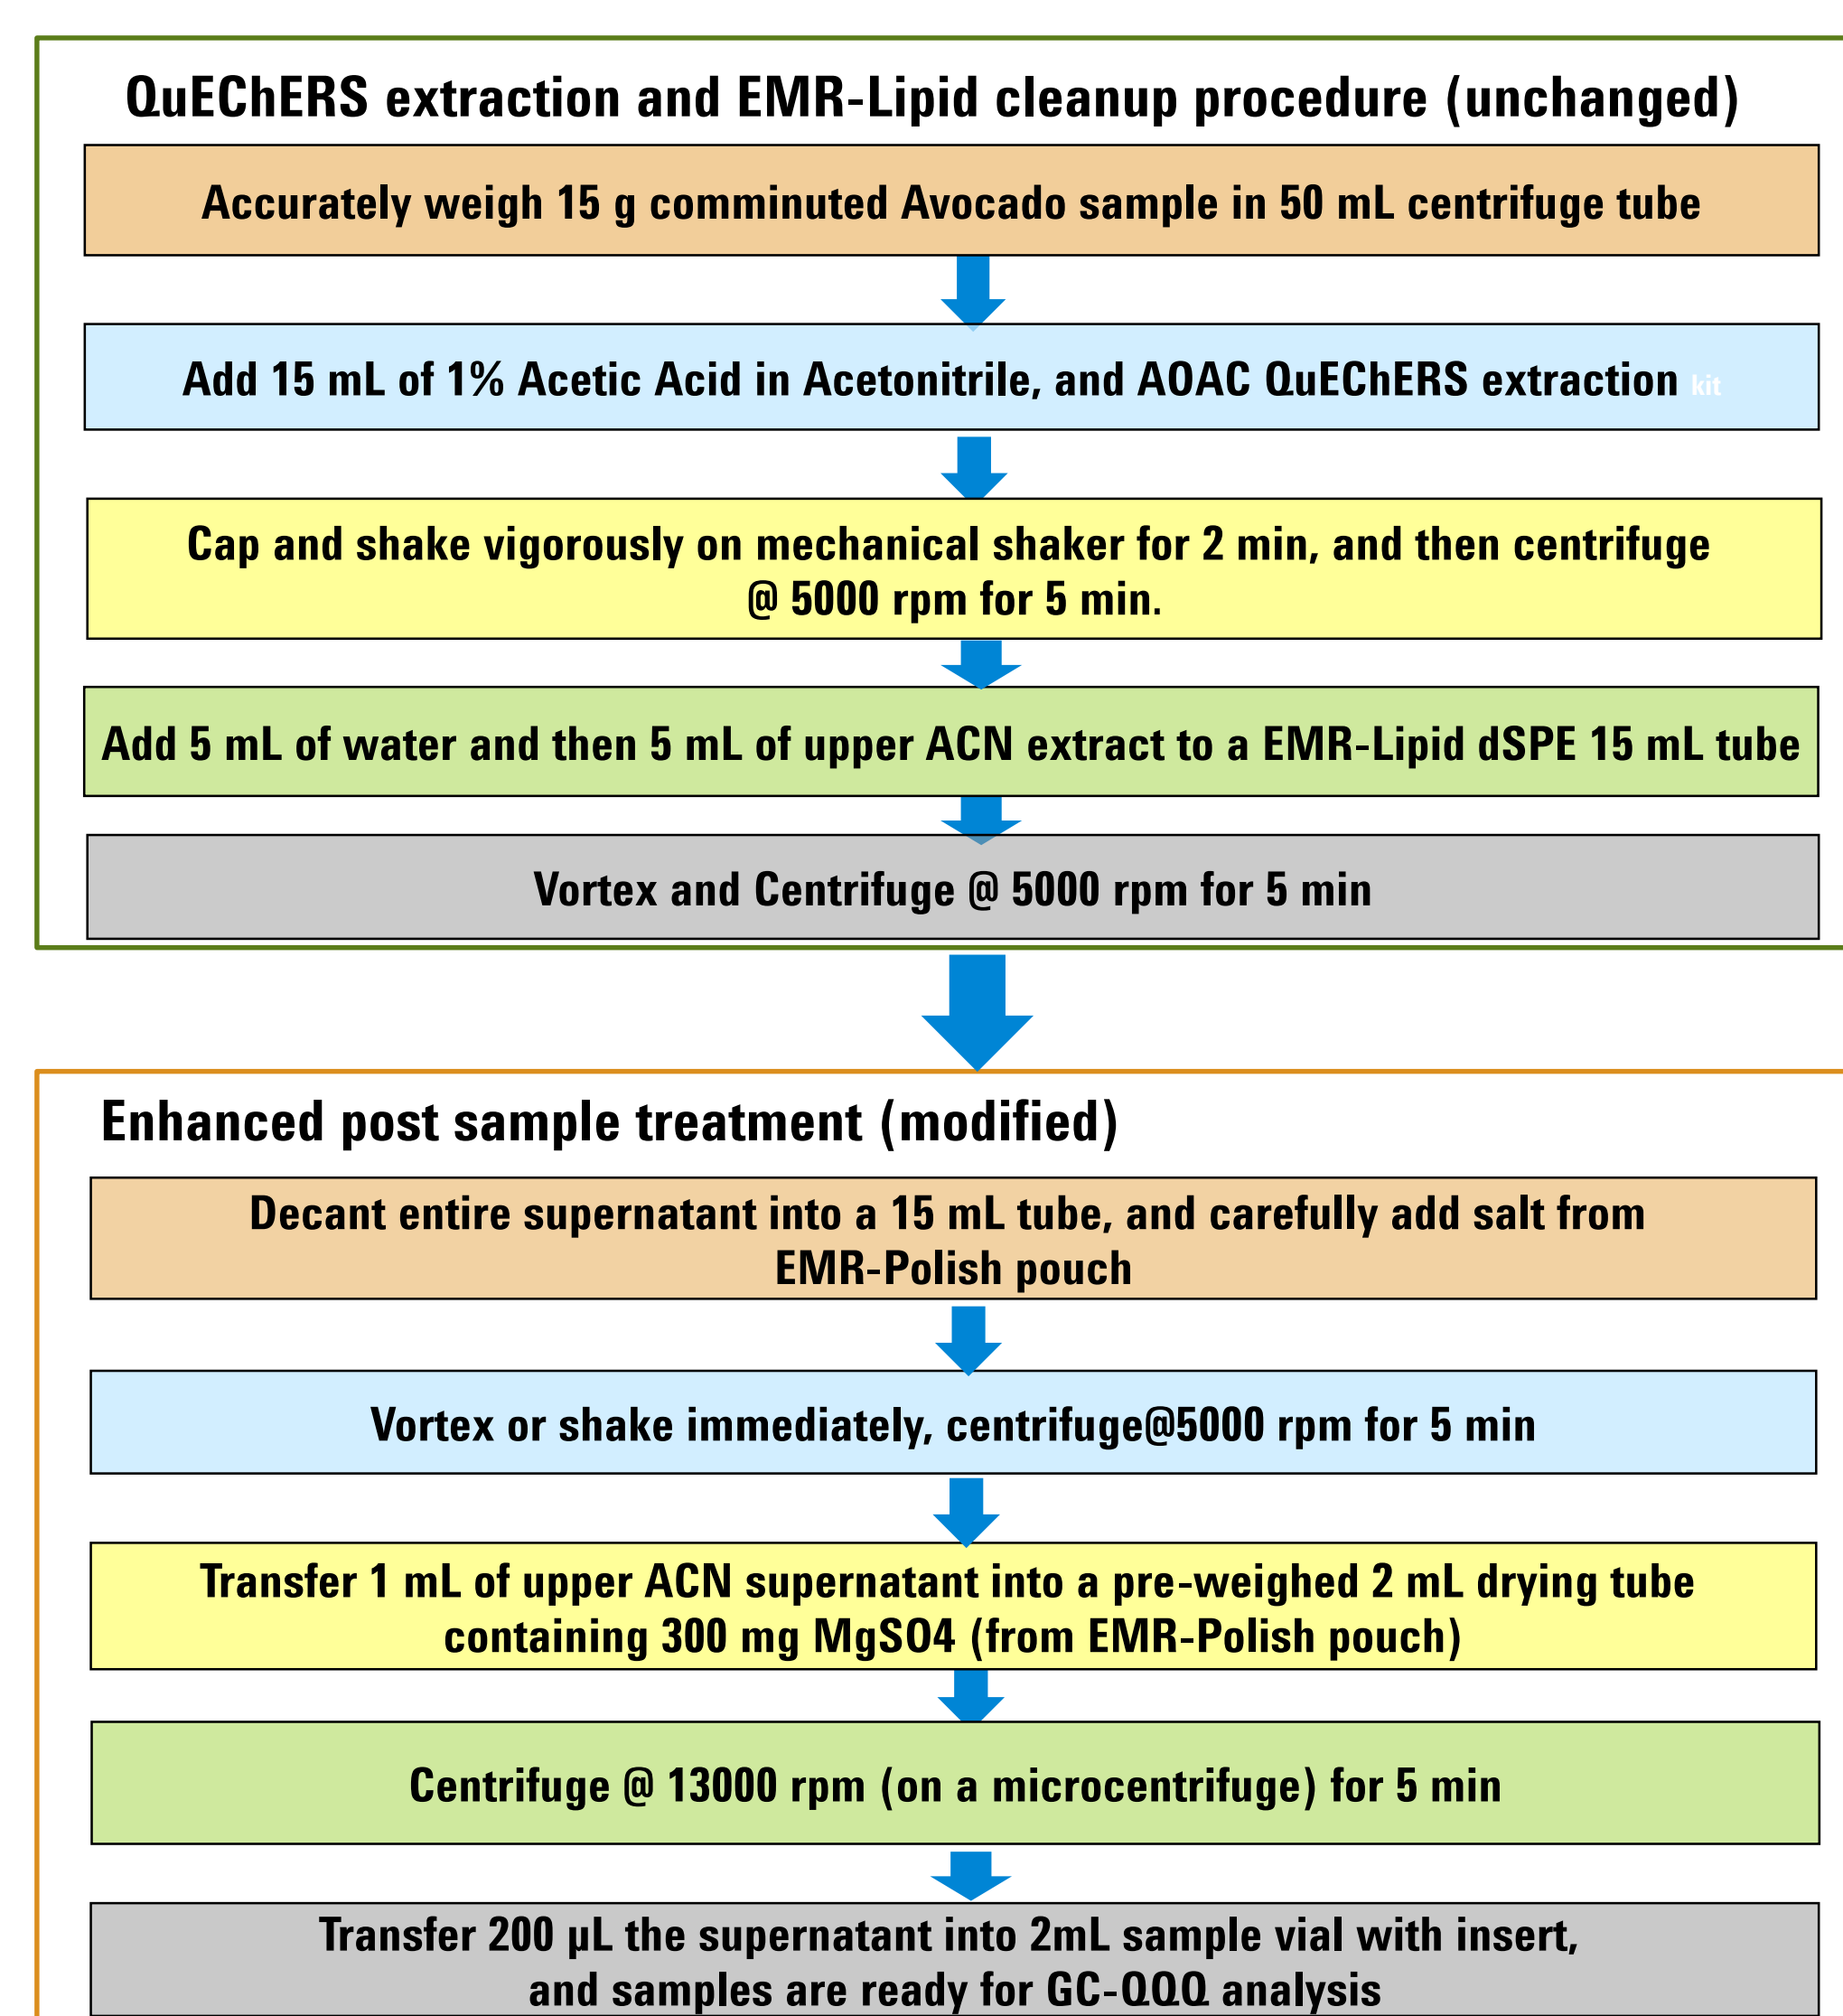 QuEChERS extraction and EMR-Lipid cleanup procedure (unchanged)
Accurately weigh 15 g comminuted Avocado sample in 50 mL centrifuge tube
Add 15 mL of 1% Acetic Acid in Acetonitrile, and AOAC QuEChERS extraction kit
Cap and shake vigorously on mechanical shaker for 2 min, and then centrifuge
@ 5000 rpm for 5 min.
Add 5 mL of water and then 5 mL of upper ACN extract to a EMR-Lipid dSPE 15 mL tube
Vortex and Centrifuge @ 5000 rpm for 5 min
Enhanced post sample treatment (modified)
Decant entire supernatant into a 15 mL tube, and carefully add salt from
EMR-Polish pouch
Vortex or shake immediately, centrifuge@5000 rpm for 5 min
Transfer 1 mL of upper ACN supernatant into a pre-weighed 2 mL drying tube
containing 300 mg MgSO4 (from EMR-Polish pouch)
Centrifuge @ 13000 rpm (on a microcentrifuge) for 5 min
Transfer 200 µL the supernatant into 2mL sample vial with insert,
and samples are ready for GC-QQQ analysis